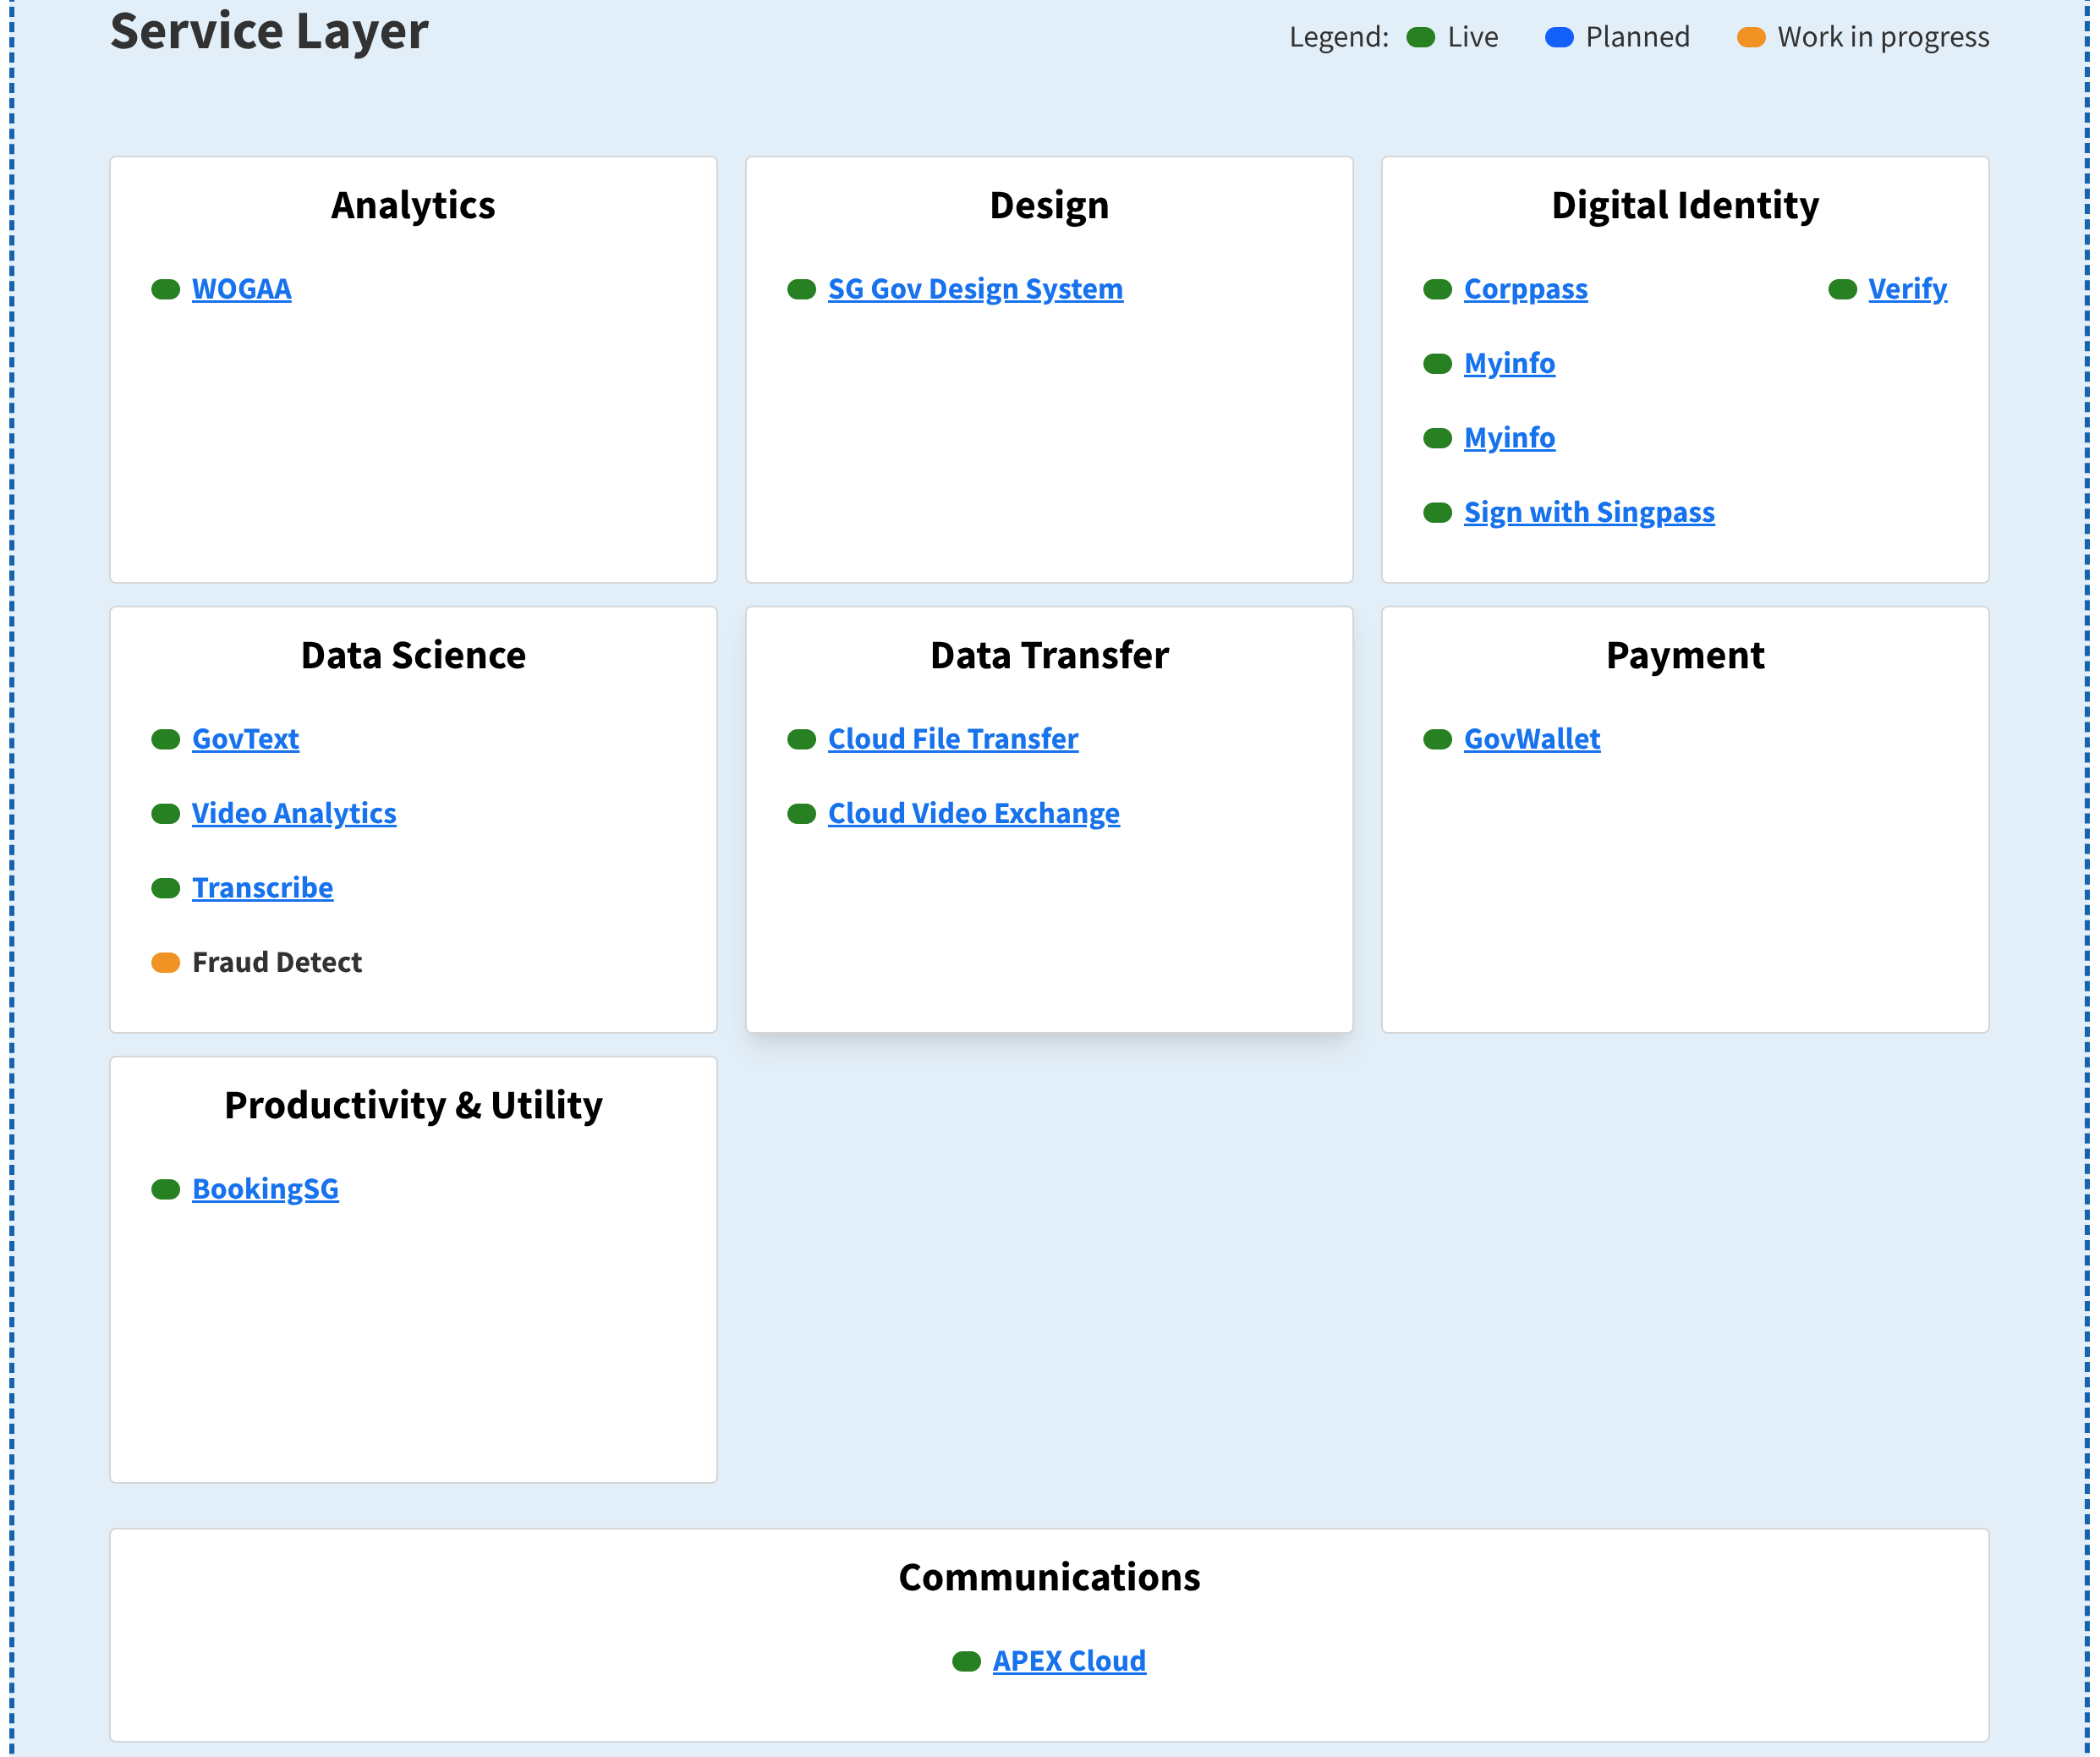 Service Layer
Legend: Live Planned Work in progress
Analytics
WOGAA
Design
SG Gov Design System
Digital Identity
Corppass
Verify
Myinfo
Myinfo
Sign with Singpass
Data Science
GovText
Video Analytics
Transcribe
Fraud Detect
Data Transfer
Cloud File Transfer
Cloud Video Exchange
Payment
GovWallet
Productivity & Utility
BookingSG
Communications
APEX Cloud